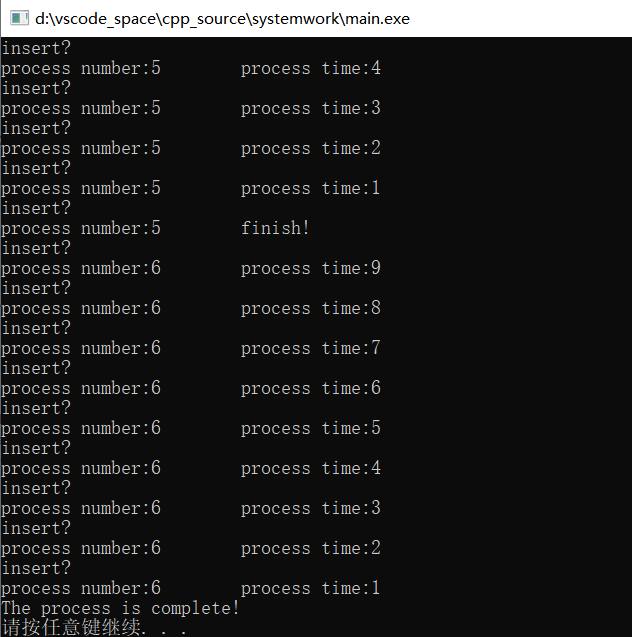 d:\vscode_space\cpp_source\systemwork\main.exe
insert?
process number:5 process time:4
insert?
process number:5 process time:3
insert?
process number:5 process time:2
insert?
process number:5 process time:1
insert?
process number:5 finish!
insert?
process number:6 process time:9
insert?
process number:6 process time:8
insert?
process number:6 process time:7
insert?
process number:6 process time:6
insert?
process number:6 process time:5
insert?
process number:6 process time:4
insert?
process number:6 process time:3
insert?
process number:6 process time:2
insert?
process number:6 process time:1
The process is complete!
请按任意键继续. . .